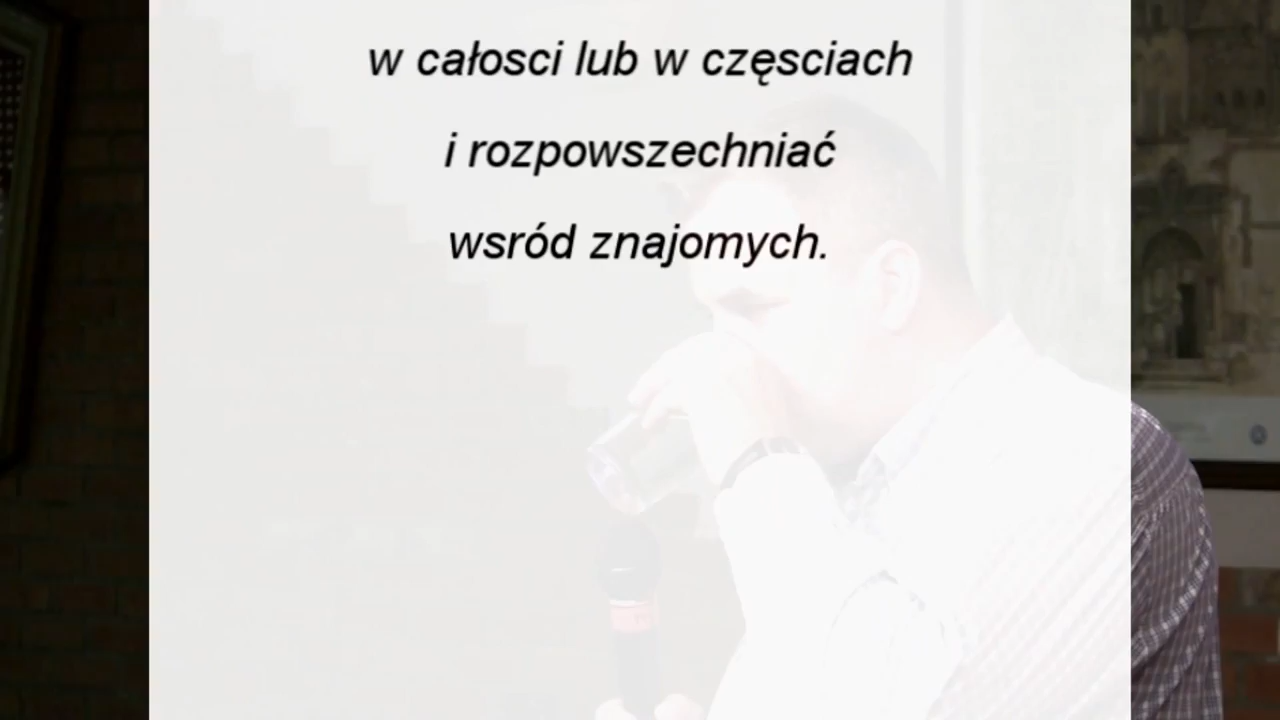 w całosci lub w częsciach
i rozpowszechniać
wsród znajomych.